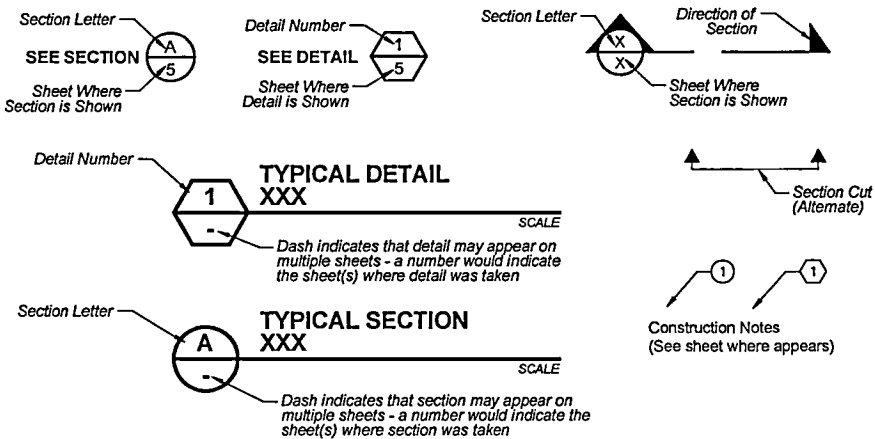 Section Letter
A
SEE SECTION
5
Sheet Where
Section is Shown
Detail Number
1
SEE DETAIL
5
Sheet Where
Detail is Shown
Section Letter
X
X
Direction of
Section
Sheet Where
Section is Shown
Detail Number
1
-
TYPICAL DETAIL
XXX
SCALE
Dash indicates that detail may appear on
multiple sheets - a number would indicate
the sheet(s) where detail was taken
Section Cut
(Alternate)
1
1
Construction Notes
(See sheet where appears)
Section Letter
A
-
TYPICAL SECTION
XXX
SCALE
Dash indicates that section may appear on
multiple sheets - a number would indicate the
sheet(s) where section was taken